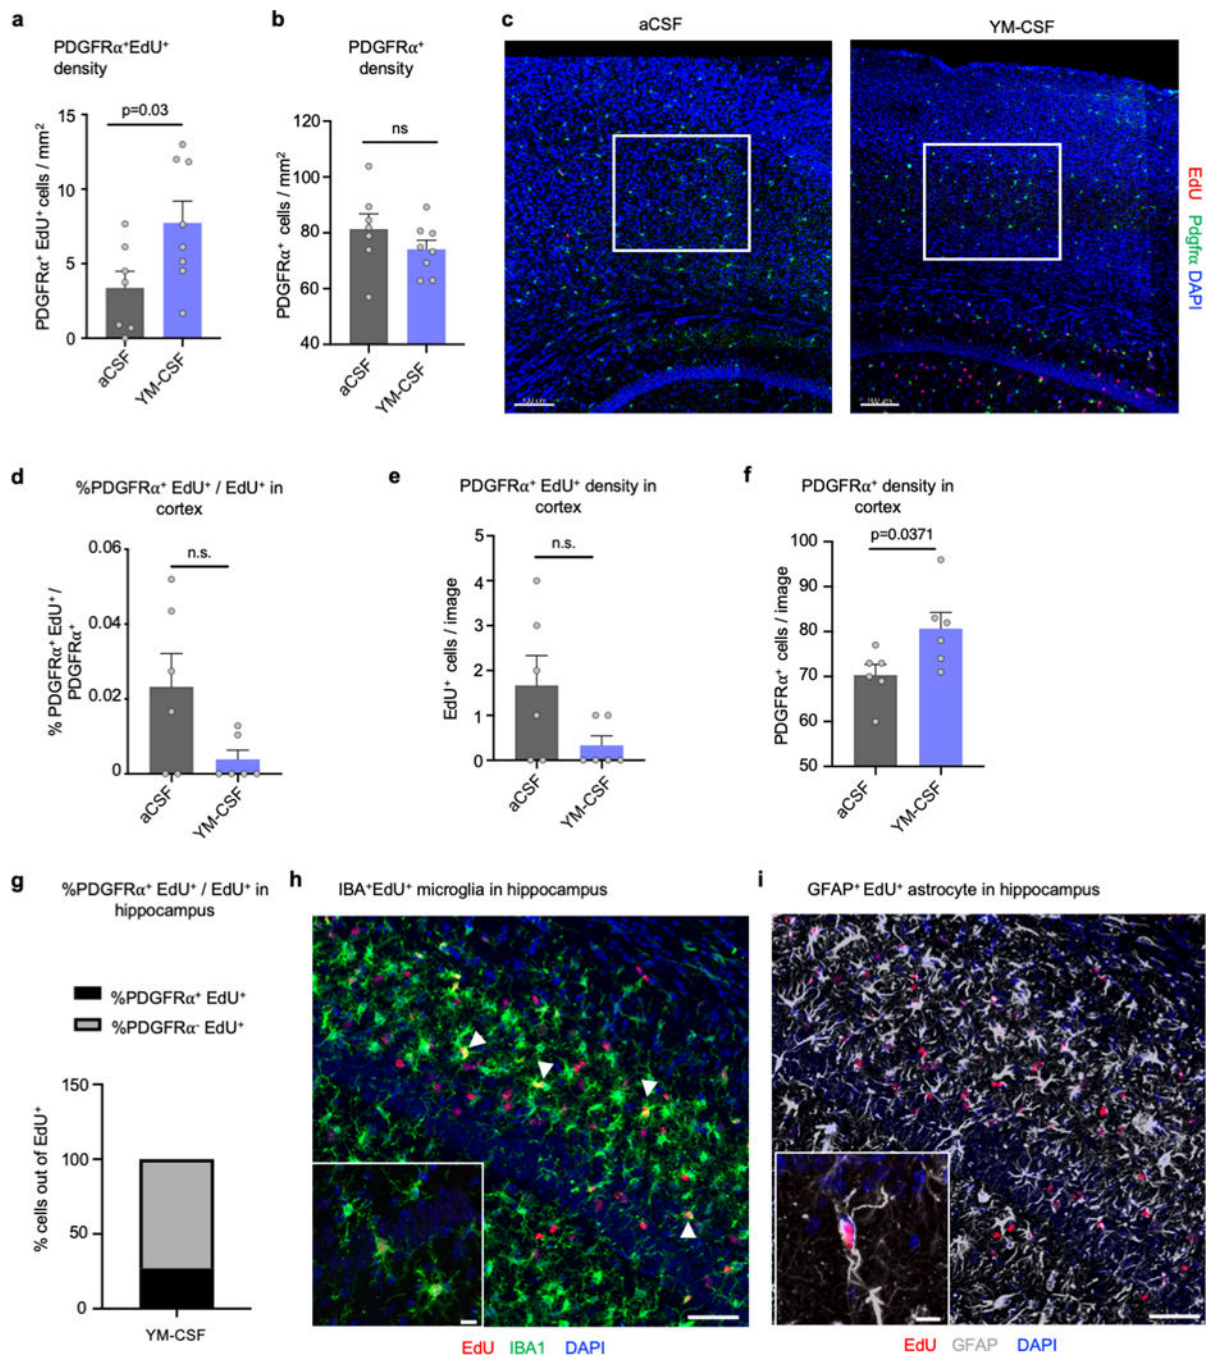 a
PDGFRα⁺EdU⁺
density
p=0.03
PDGFRα⁺ EdU⁺ cells / mm²
15
10
5
0
aCSF
YM-CSF
b
PDGFRα⁺
density
ns
PDGFRα⁺ cells / mm²
120
100
80
60
40
aCSF
YM-CSF
c
aCSF
YM-CSF
EdU Pdgfrα DAPI
d
%PDGFRα⁺ EdU⁺ / EdU⁺ in
cortex
n.s.
% PDGFRα⁺ EdU⁺ /
PDGFRα⁺
0.06
0.04
0.02
0
aCSF
YM-CSF
e
PDGFRα⁺ EdU⁺ density in
cortex
n.s.
EdU⁺ cells / image
5
4
3
2
1
0
aCSF
YM-CSF
f
PDGFRα⁺ density in
cortex
p=0.0371
PDGFRα⁺ cells / image
100
90
80
70
60
50
aCSF
YM-CSF
g
%PDGFRα⁺ EdU⁺ / EdU⁺ in
hippocampus
%PDGFRα⁺ EdU⁺
%PDGFRα⁻ EdU⁺
% cells out of EdU⁺
150
100
50
0
YM-CSF
h
IBA⁺EdU⁺ microglia in hippocampus
EdU IBA1 DAPI
i
GFAP⁺ EdU⁺ astrocyte in hippocampus
EdU GFAP DAPI